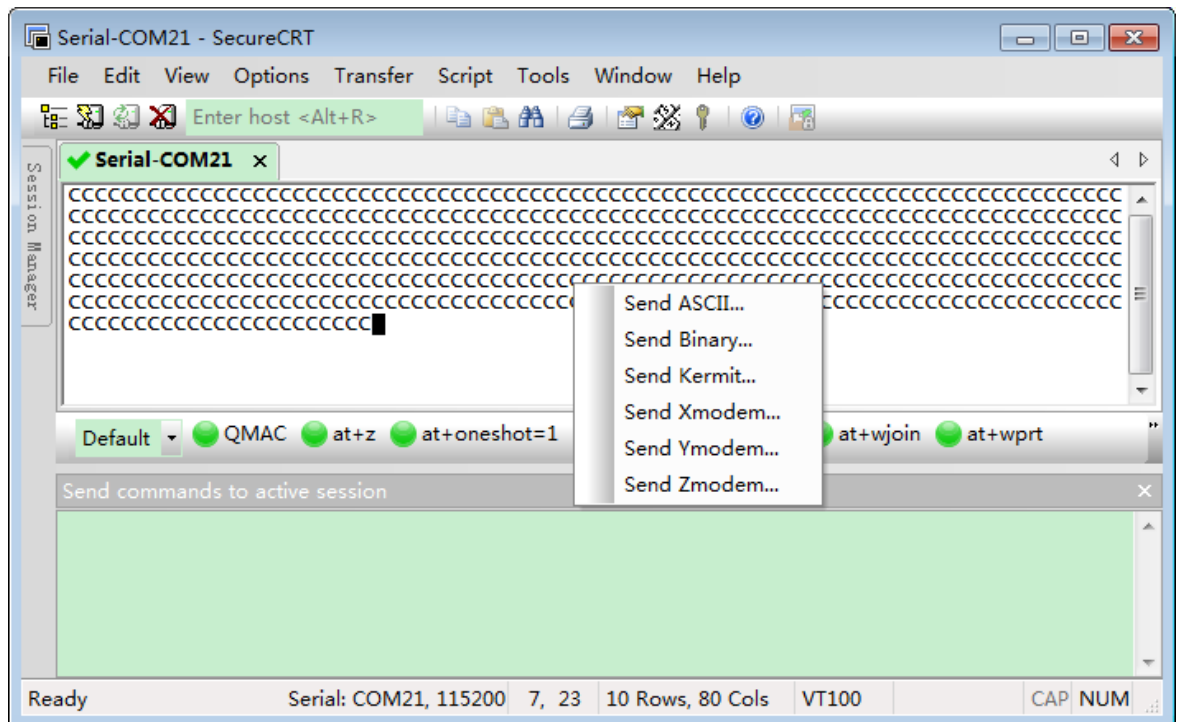 Serial-COM21 - SecureCRT
File Edit View Options Transfer Script Tools Window Help
Enter host <Alt+R>
Session Manager
Serial-COM21 x
CCCCCCCCCCCCCCCCCCCCCCCCCCCCCCCCCCCCCCCCCCCCCCCCCCCCCCCCCCCCCCCCCCCCCCCCCCCCCCCC
CCCCCCCCCCCCCCCCCCCCCCCCCCCCCCCCCCCCCCCCCCCCCCCCCCCCCCCCCCCCCCCCCCCCCCCCCCCCCCCC
CCCCCCCCCCCCCCCCCCCCCCCCCCCCCCCCCCCCCCCCCCCCCCCCCCCCCCCCCCCCCCCCCCCCCCCCCCCCCCCC
CCCCCCCCCCCCCCCCCCCCCCCCCCCCCCCCCCCCCCCCCCCCCCCCCCCCCCCCCCCCCCCCCCCCCCCCCCCCCCCC
CCCCCCCCCCCCCCCCCCCCCCCCCCCCCCCCCCCCCCCCCCCCCCCCCCCCCCCCCCCCCCCCCCCCCCCCCCCCCCCC
CCCCCCCCCCCCCCCCCCCCCCCCCCCCCCCCCCCCCCC CCCCCCCCCCCCCCCCCCCCCCC
CCCCCCCCCCCCCCCCCCCCCCC
Send ASCII...
Send Binary...
Send Kermit...
Send Xmodem...
Send Ymodem...
Send Zmodem...
Default QMAC at+z at+oneshot=1 at+wjoin at+wprt
Send commands to active session
Ready Serial: COM21, 115200 7, 23 10 Rows, 80 Cols VT100 CAP NUM